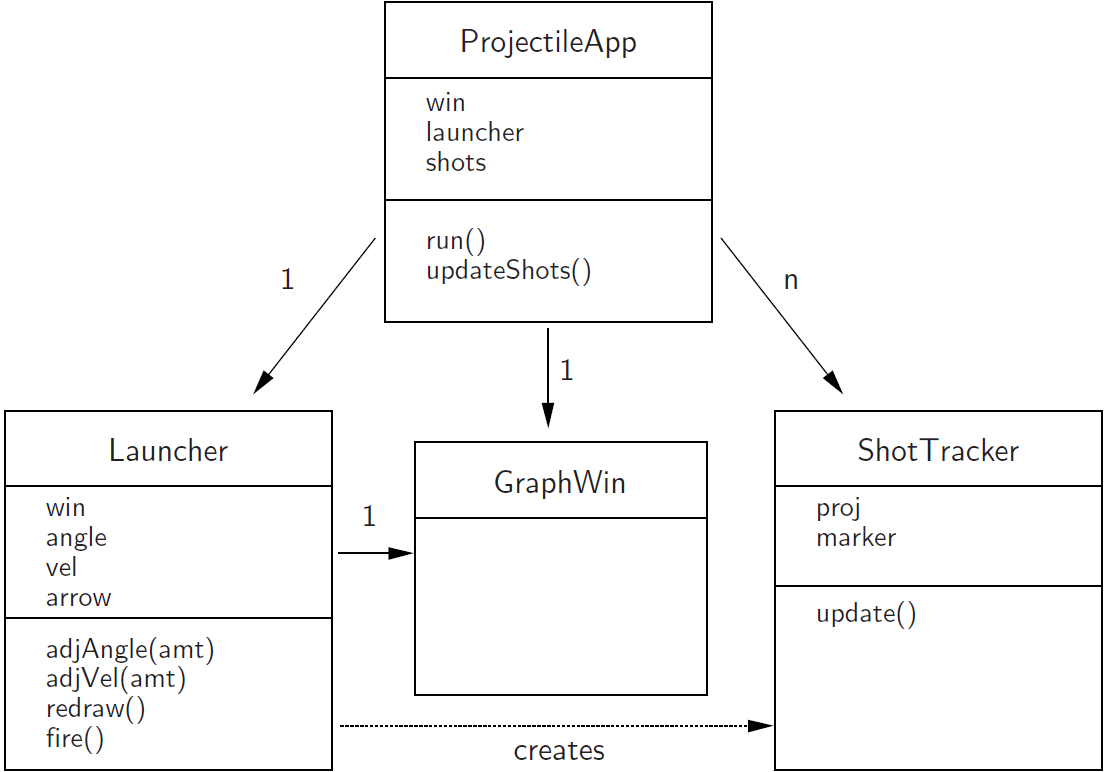 ProjectileApp
win
launcher
shots
run()
updateShots()
1
1
n
Launcher
win
angle
vel
arrow
adjAngle(amt)
adjVel(amt)
redraw()
fire()
1
GraphWin
ShotTracker
proj
marker
update()
creates